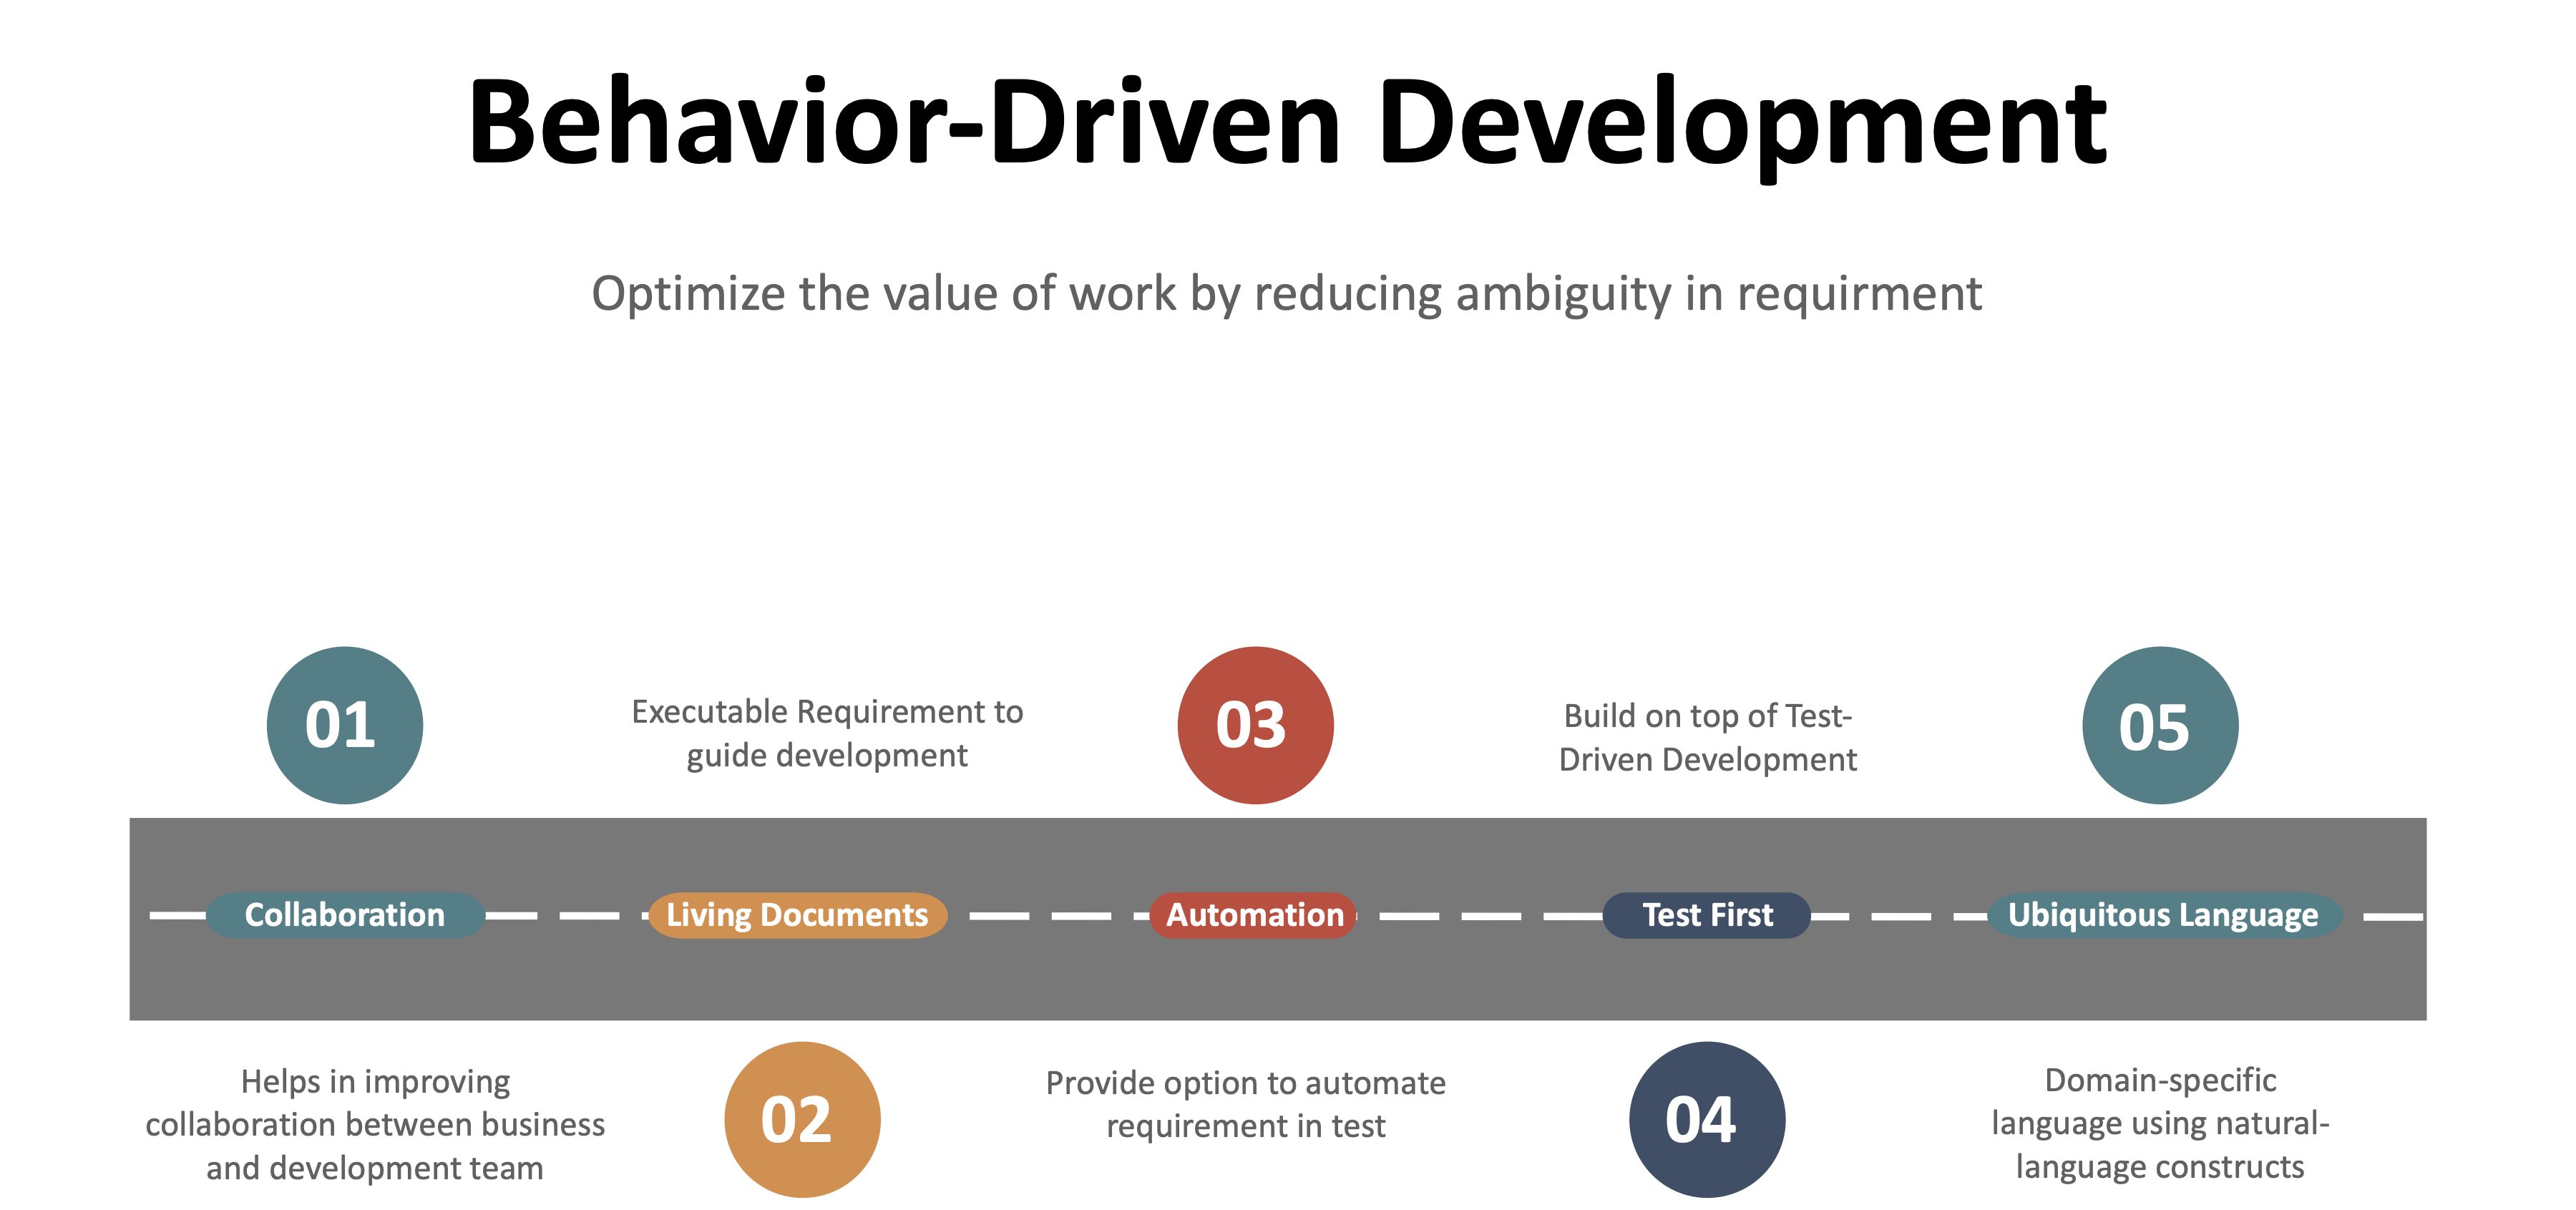 Behavior-Driven Development
Optimize the value of work by reducing ambiguity in requirment
01
Executable Requirement to
guide development
03
Build on top of Test-
Driven Development
05
Collaboration
Living Documents
Automation
Test First
Ubiquitous Language
Helps in improving
collaboration between business
and development team
02
Provide option to automate
requirement in test
04
Domain-specific
language using natural-
language constructs